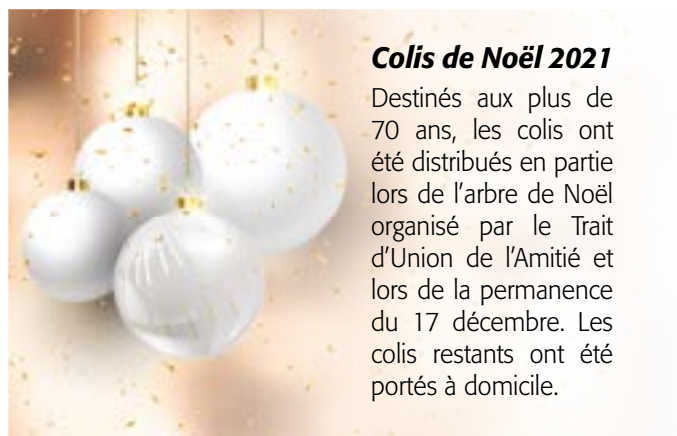 Colis de Noël 2021
Destinés aux plus de
70 ans, les colis ont
été distribués en partie
lors de l'arbre de Noël
organisé par le Trait
d'Union de l'Amitié et
lors de la permanence
du 17 décembre. Les
colis restants ont été
portés à domicile.